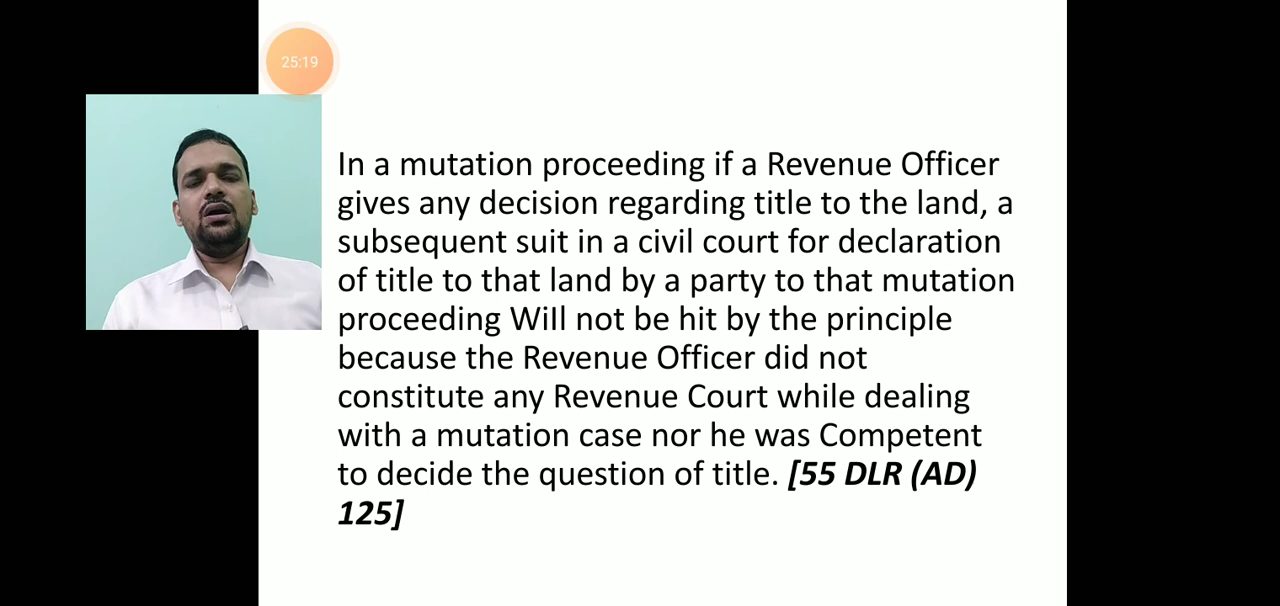 25:19
In a mutation proceeding if a Revenue Officer
gives any decision regarding title to the land, a
subsequent suit in a civil court for declaration
of title to that land by a party to that mutation
proceeding Will not be hit by the principle
because the Revenue Officer did not
constitute any Revenue Court while dealing
with a mutation case nor he was Competent
to decide the question of title. [55 DLR (AD)
125]